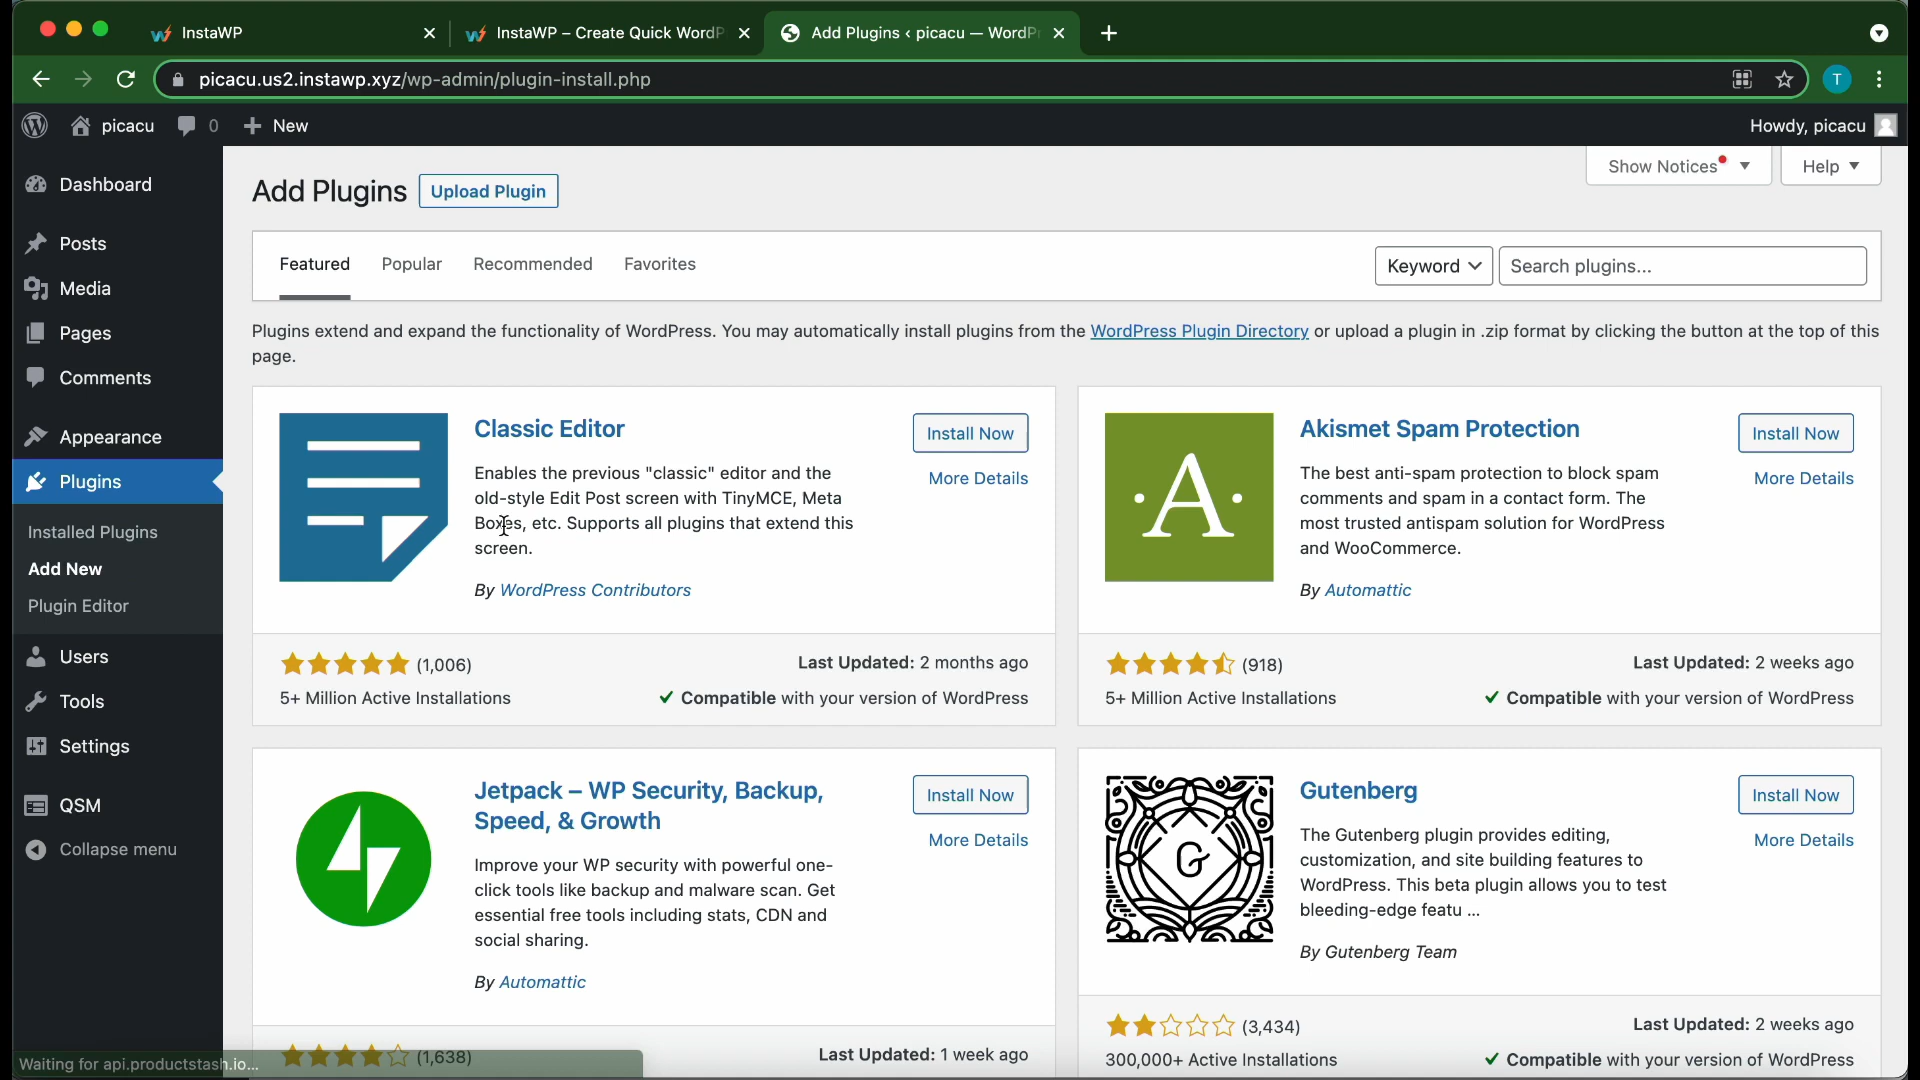 InstaWP
InstaWP – Create Quick WordP
Add Plugins ‹ picacu — WordPr
picacu.us2.instawp.xyz/wp-admin/plugin-install.php
T
picacu
0
New
Howdy, picacu
Dashboard
Posts
Media
Pages
Comments
Appearance
Plugins
Installed Plugins
Add New
Plugin Editor
Users
Tools
Settings
QSM
Collapse menu
Show Notices
Help
Add Plugins
Upload Plugin
Featured
Popular
Recommended
Favorites
Keyword
Search plugins...
Plugins extend and expand the functionality of WordPress. You may automatically install plugins from the WordPress Plugin Directory or upload a plugin in .zip format by clicking the button at the top of this
page.
Classic Editor
Install Now
More Details
Enables the previous "classic" editor and the
old-style Edit Post screen with TinyMCE, Meta
Boxes, etc. Supports all plugins that extend this
screen.
By WordPress Contributors
(1,006)
Last Updated: 2 months ago
5+ Million Active Installations
Compatible with your version of WordPress
A
Akismet Spam Protection
Install Now
More Details
The best anti-spam protection to block spam
comments and spam in a contact form. The
most trusted antispam solution for WordPress
and WooCommerce.
By Automattic
(918)
Last Updated: 2 weeks ago
5+ Million Active Installations
Compatible with your version of WordPress
Jetpack – WP Security, Backup,
Speed, & Growth
Install Now
More Details
Improve your WP security with powerful one-
click tools like backup and malware scan. Get
essential free tools including stats, CDN and
social sharing.
By Automattic
(1,638)
Last Updated: 1 week ago
G
Gutenberg
Install Now
More Details
The Gutenberg plugin provides editing,
customization, and site building features to
WordPress. This beta plugin allows you to test
bleeding-edge featu ...
By Gutenberg Team
(3,434)
Last Updated: 2 weeks ago
300,000+ Active Installations
Compatible with your version of WordPress
Waiting for api.productstash.io...